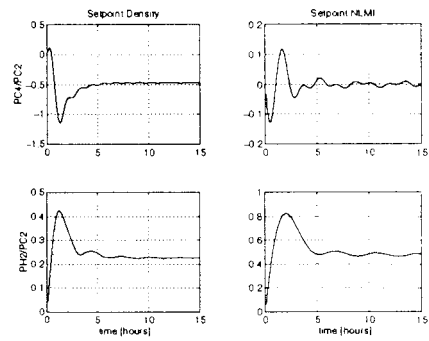 Setpoint Density
Setpoint NLMI
0.5
0
-0.5
-1
-1.5
PC4/PC2
0 5 10 15
0.2
0.1
0
-0.1
-0.2
0 5 10 15
0.5
0.4
0.3
0.2
0.1
0
PH2/PC2
0 5 10 15
time [hours]
1
0.8
0.6
0.4
0.2
0
0 5 10 15
time [hours]